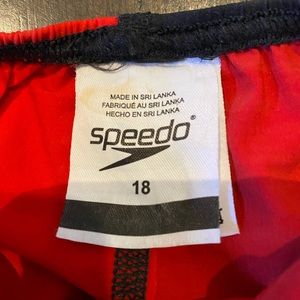 MADE IN SRI LANKA
FABRIQUÉ AU SRI LANKA
HECHO EN SRI LANKA
speedo®
18